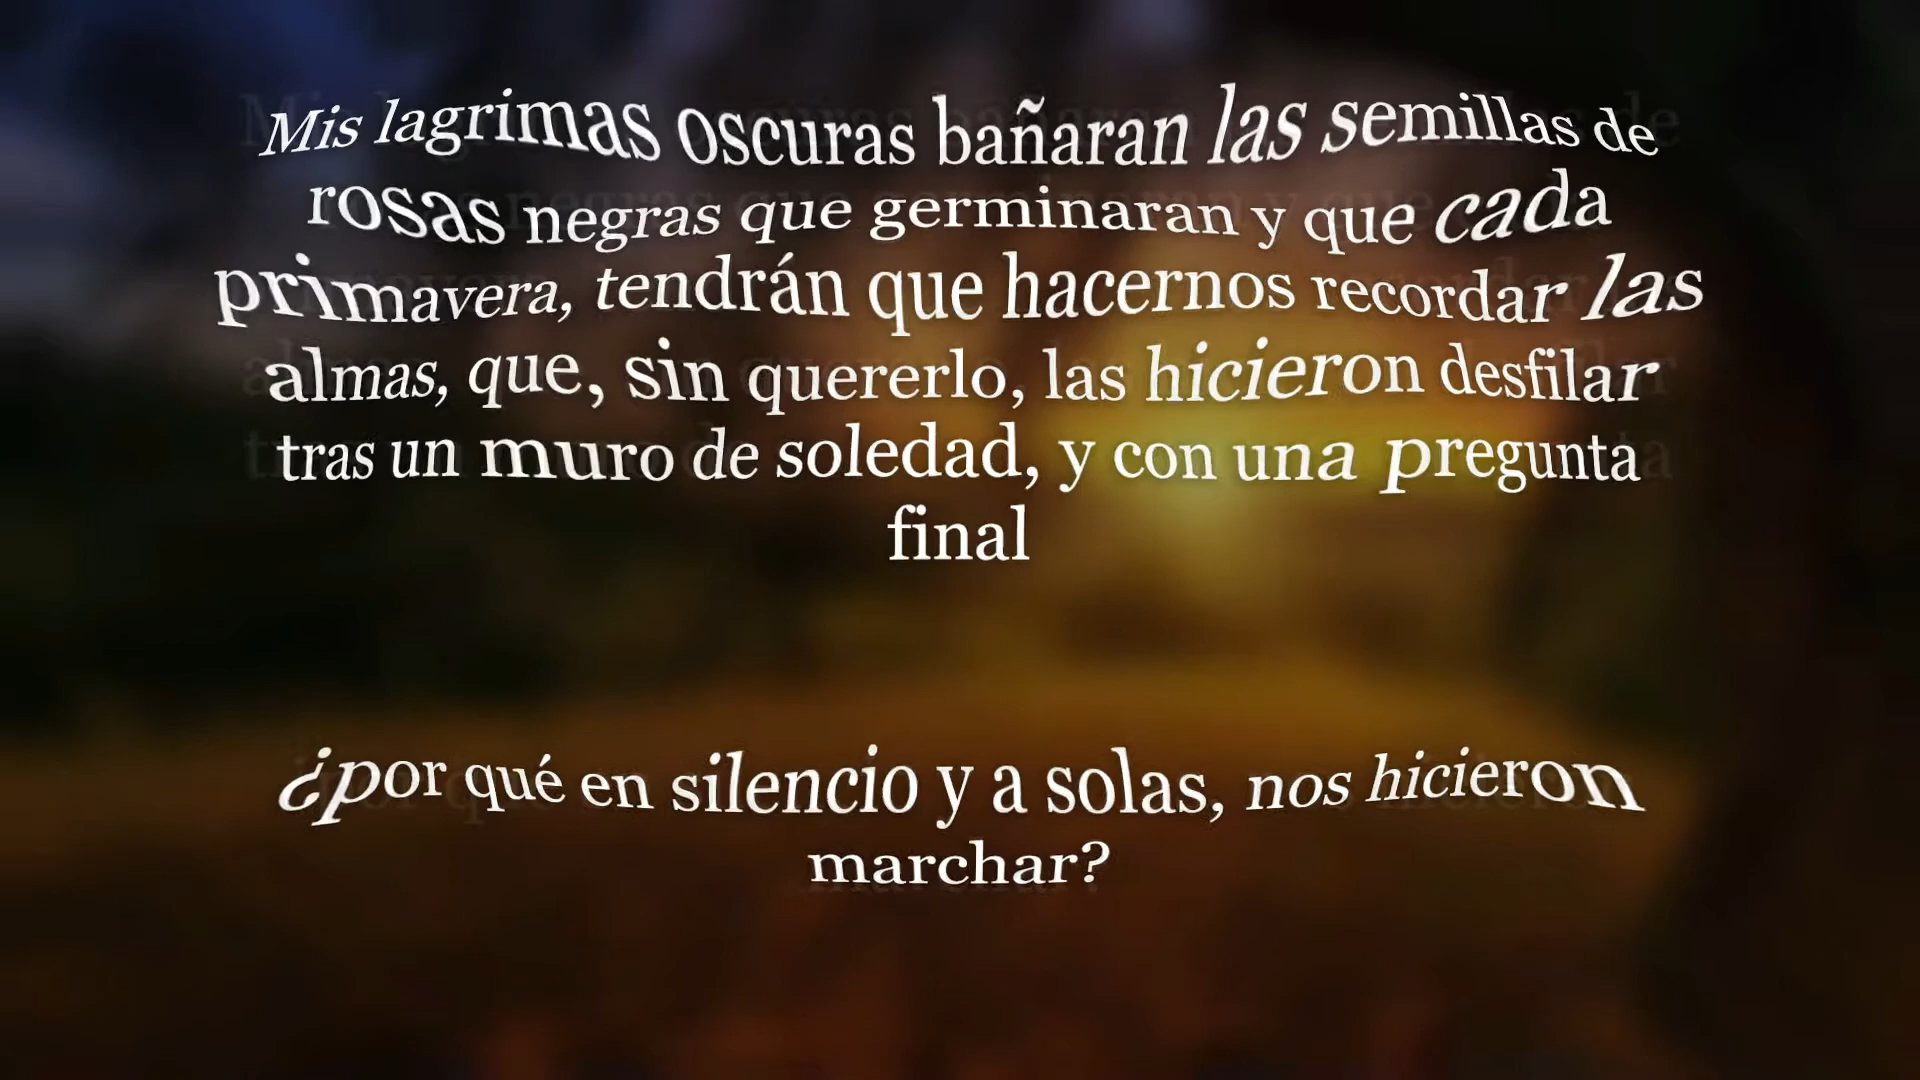 Mis lagrimas oscuras bañaran las semillas de
rosas negras que germinaran y que cada
primavera, tendrán que hacernos recordar las
almas, que, sin quererlo, las hicieron desfilar
tras un muro de soledad, y con una pregunta
final
¿por qué en silencio y a solas, nos hicieron
marchar?